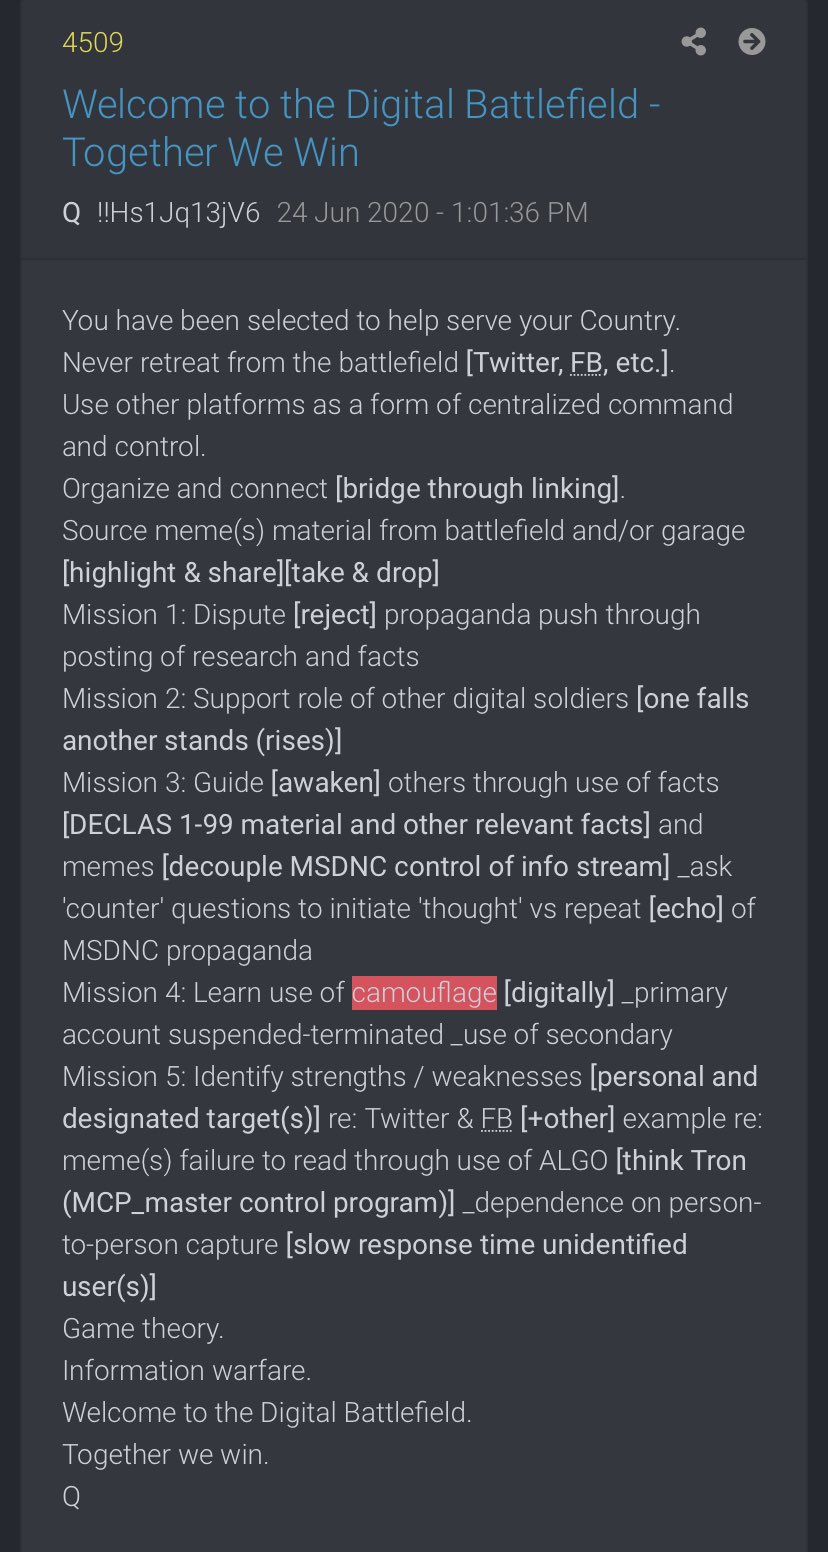 4509
Welcome to the Digital Battlefield -
Together We Win
Q !!Hs1Jq13jV6 24 Jun 2020 - 1:01:36 PM
You have been selected to help serve your Country.
Never retreat from the battlefield [Twitter, FB, etc.].
Use other platforms as a form of centralized command
and control.
Organize and connect [bridge through linking].
Source meme(s) material from battlefield and/or garage
[highlight & share][take & drop]
Mission 1: Dispute [reject] propaganda push through
posting of research and facts
Mission 2: Support role of other digital soldiers [one falls
another stands (rises)]
Mission 3: Guide [awaken] others through use of facts
[DECLAS 1-99 material and other relevant facts] and
memes [decouple MSDNC control of info stream] _ask
'counter' questions to initiate 'thought' vs repeat [echo] of
MSDNC propaganda
Mission 4: Learn use of camouflage [digitally] _primary
account suspended-terminated _use of secondary
Mission 5: Identify strengths / weaknesses [personal and
designated target(s)] re: Twitter & FB [+other] example re:
meme(s) failure to read through use of ALGO [think Tron
(MCP_master control program)] _dependence on person-
to-person capture [slow response time unidentified
user(s)]
Game theory.
Information warfare.
Welcome to the Digital Battlefield.
Together we win.
Q